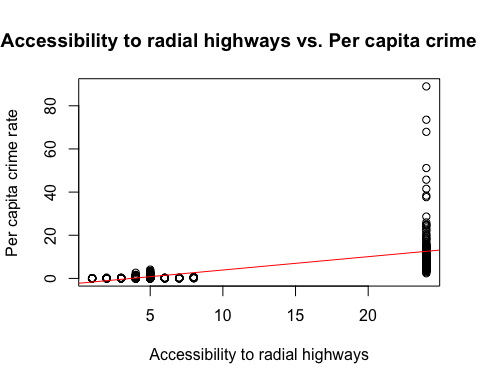 Accessibility to radial highways vs. Per capita crime
Per capita crime rate
80
60
40
20
0
5 10 15 20
Accessibility to radial highways